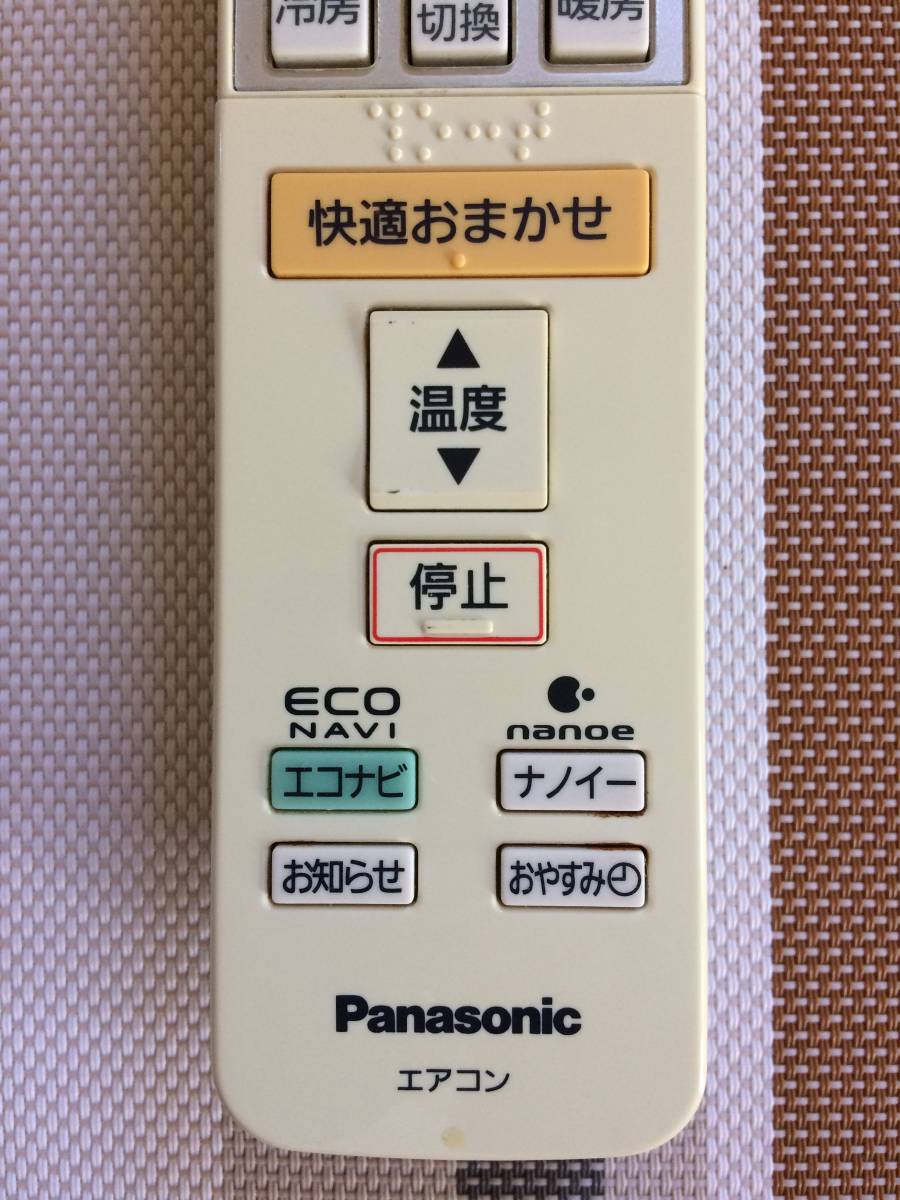 冷房
切換
暖房
快適おまかせ
▲
温度
▼
停止
ECO
NAVI
nanoe
エコナビ
ナノイー
お知らせ
おやすみ
Panasonic
エアコン